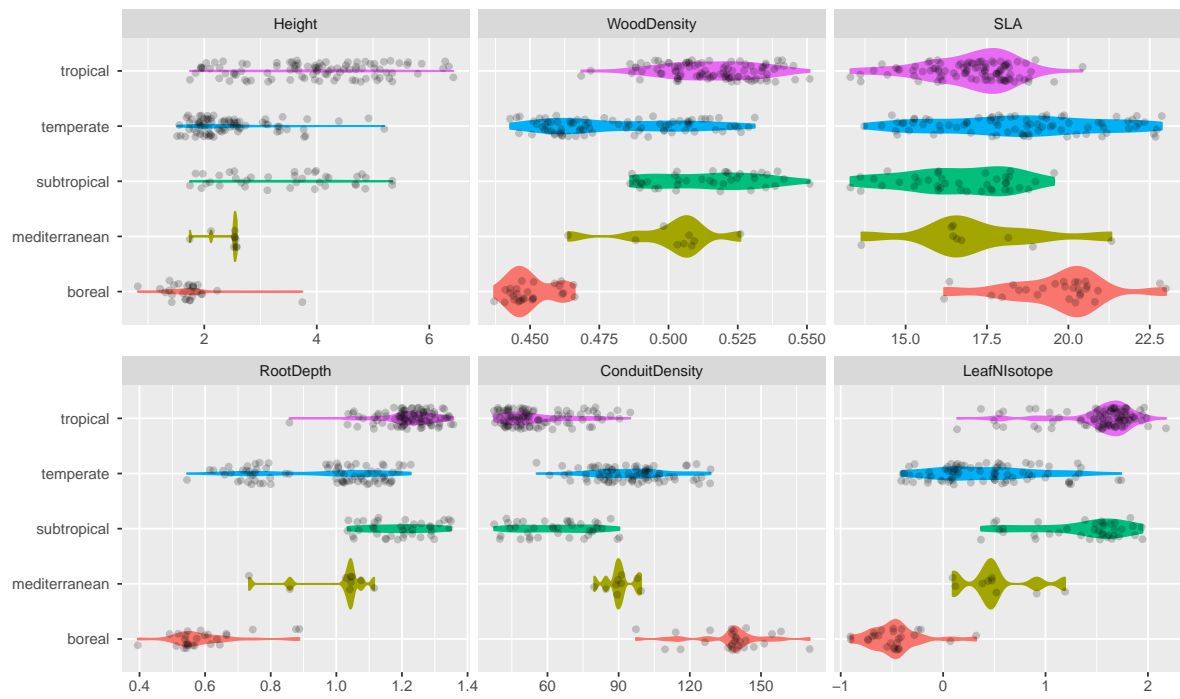 Height WoodDensity SLA
tropical
temperate
subtropical
mediterranean
boreal
2 4 6 0.450 0.475 0.500 0.525 0.550 15.0 17.5 20.0 22.5
RootDepth ConduitDensity LeafNIsotope
tropical
temperate
subtropical
mediterranean
boreal
0.4 0.6 0.8 1.0 1.2 1.4 60 90 120 150 −1 0 1 2